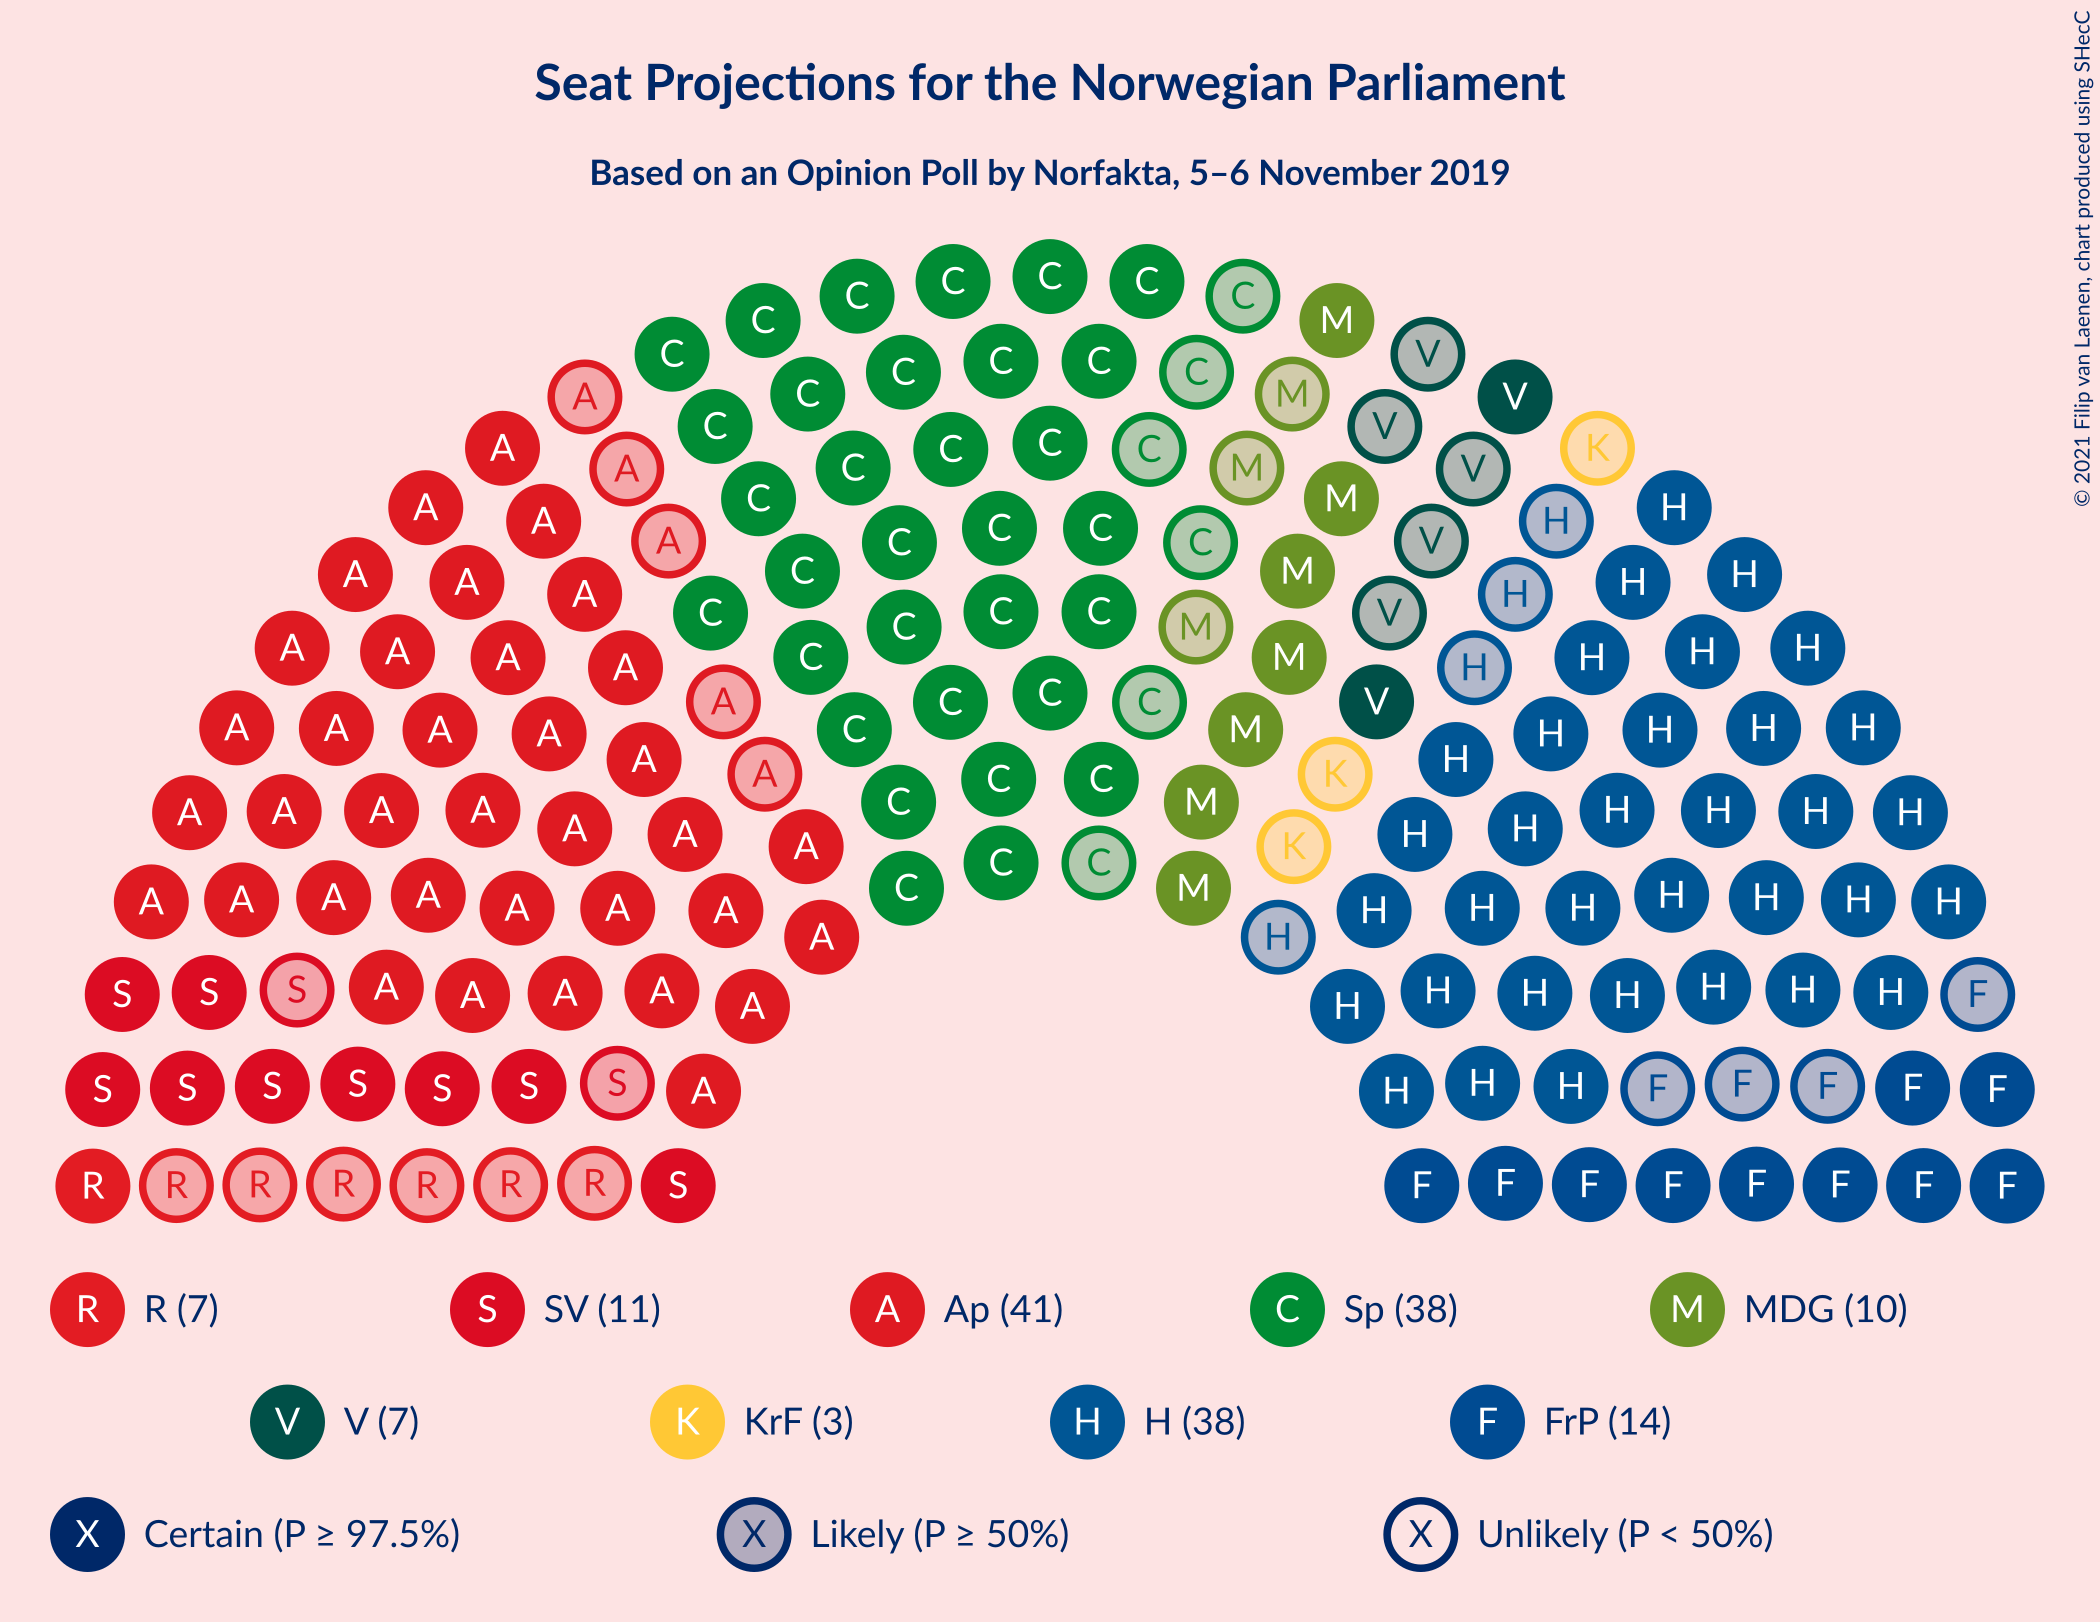 Seat Projections for the Norwegian Parliament
Based on an Opinion Poll by Norfakta, 5–6 November 2019
© 2021 Filip van Laenen, chart produced using SHecC
C C C C C C C M
C C V V
A C C C C C C M V V K
A A C C C C C M V H H
A A A C C C C M V H H
A A A C C C C M H H H
A A A A C C C C C C M M V H H H H
A A A A A A C C C C M V H H H H H
A A A A A A C C C M K H H H H H H
A A A A A A A C C C M K H H H H H H H
A A A A A A A A C C C M H H H H H H H H
S S S A A A A A H H H H H H H F
S S S S S S S A H H H F F F F F
R R R R R R R S F F F F F F F F
R R (7) S SV (11) A Ap (41) C Sp (38) M MDG (10)
V V (7) K KrF (3) H H (38) F FrP (14)
X Certain (P ≥ 97.5%) X Likely (P ≥ 50%) X Unlikely (P < 50%)